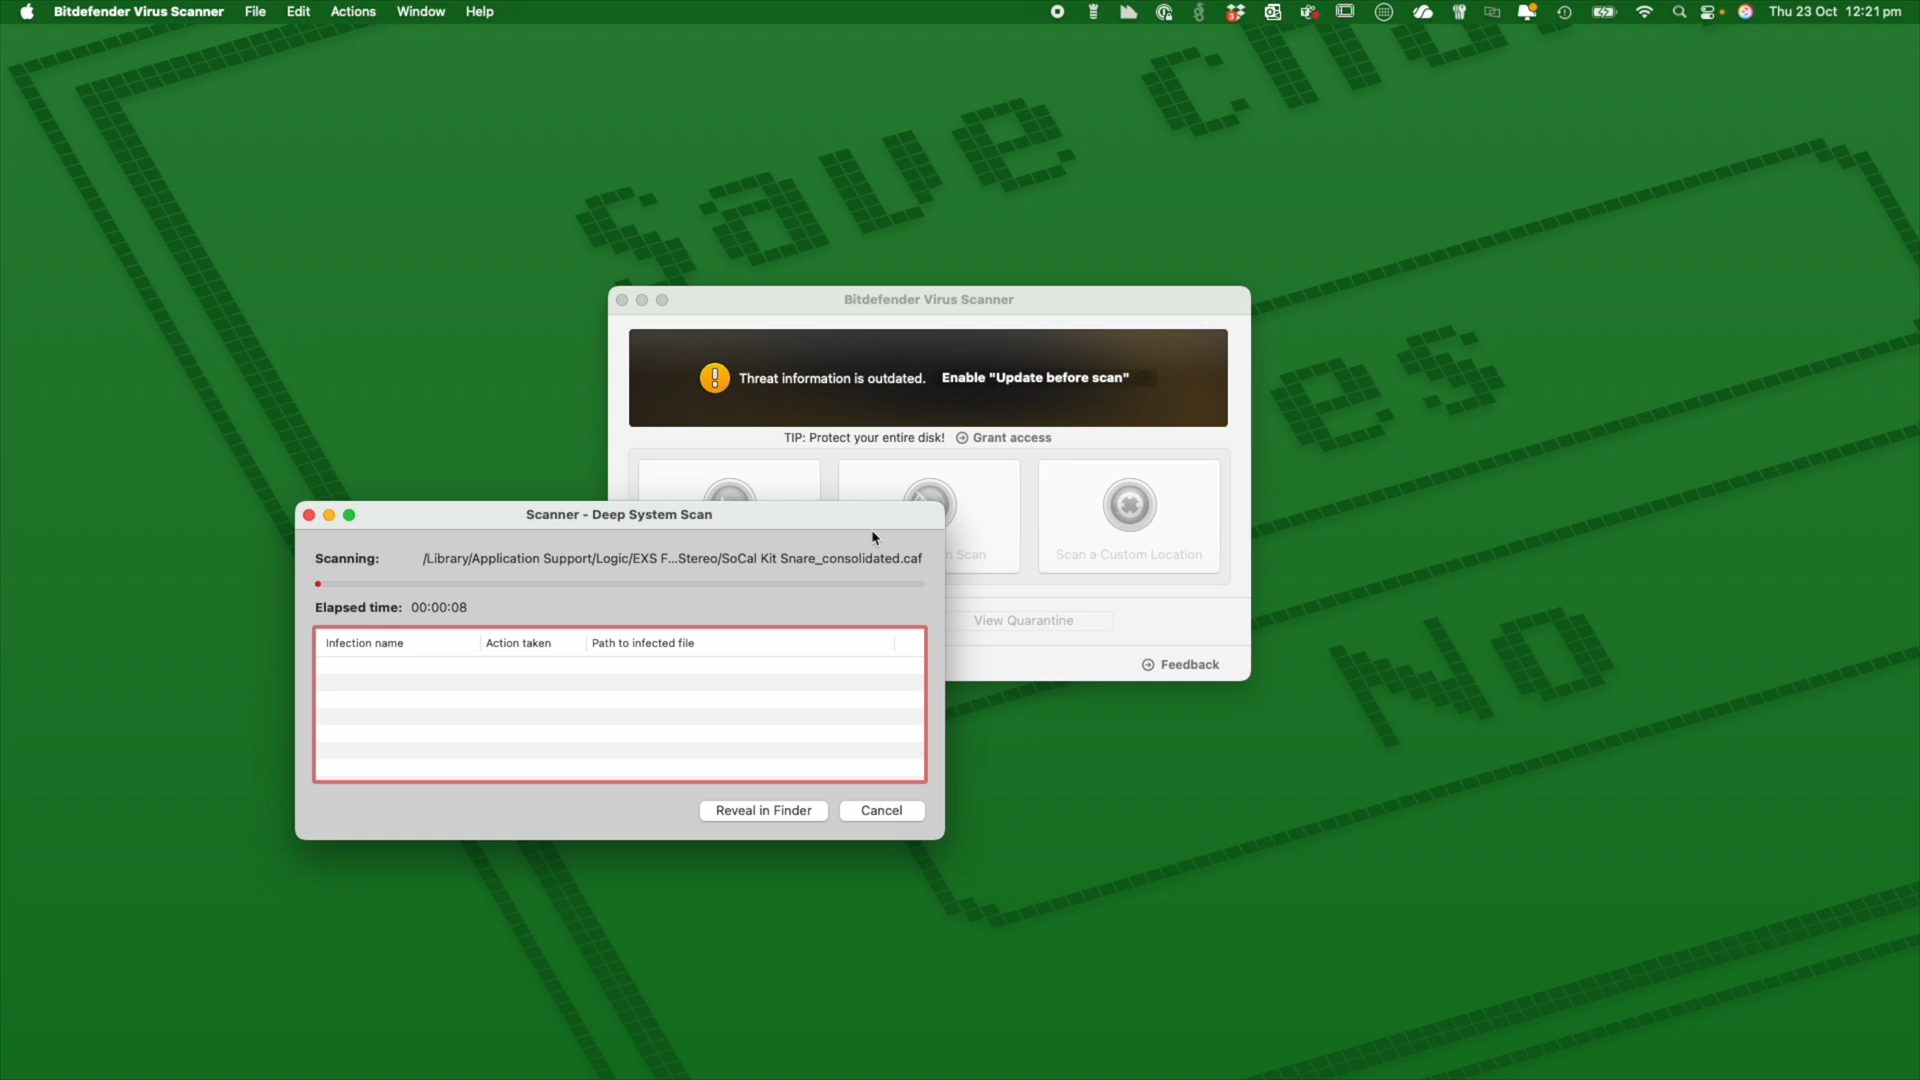 Bitdefender Virus Scanner File Edit Actions Window Help
Thu 23 Oct 12:21 pm
Save Ch
es
No
Bitdefender Virus Scanner
Threat information is outdated. Enable "Update before scan"
TIP: Protect your entire disk! Grant access
Scan a Custom Location
View Quarantine
Feedback
Scanner - Deep System Scan
Scanning: /Library/Application Support/Logic/EXS F...Stereo/SoCal Kit Snare_consolidated.caf
Elapsed time: 00:00:08
Infection name Action taken Path to infected file
Reveal in Finder Cancel